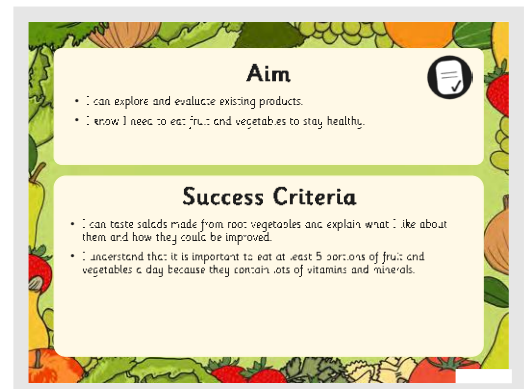 Aim
• I can explore and evaluate existing products.
• I know I need to eat fruit and vegetables to stay healthy.
Success Criteria
• I can taste salads made from root vegetables and explain what I like about
them and how they could be improved.
• I understand that it is important to eat at least 5 portions of fruit and
vegetables a day because they contain lots of vitamins and minerals.